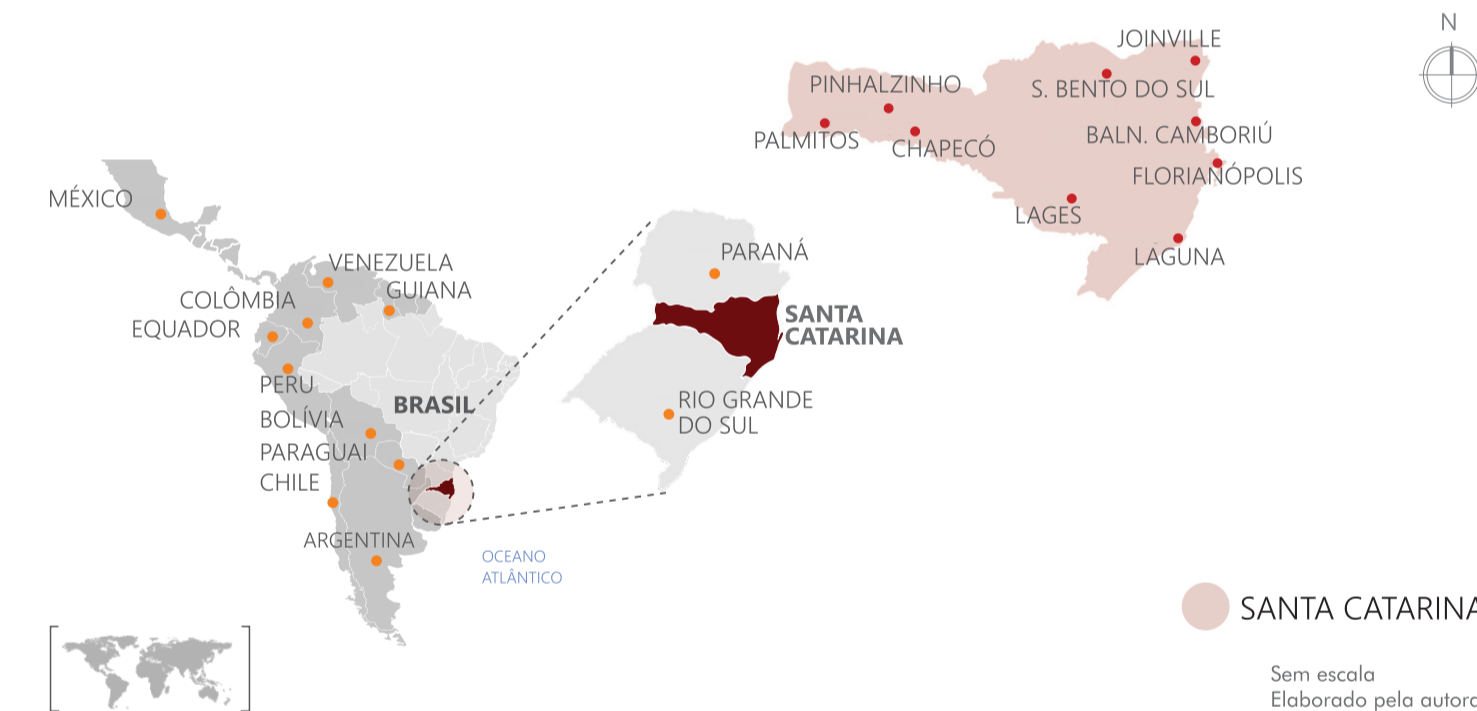 N
JOINVILLE
PINHALZINHO
S. BENTO DO SUL
BALN. CAMBORIÚ
PALMITOS
CHAPECÓ
FLORIANÓPOLIS
LAGES
LAGUNA
MÉXICO
VENEZUELA
GUIANA
COLÔMBIA
EQUADOR
PERU
BRASIL
BOLÍVIA
PARAGUAI
CHILE
ARGENTINA
OCEANO
ATLÂNTICO
PARANÁ
SANTA
CATARINA
RIO GRANDE
DO SUL
SANTA CATARINA
Sem escala
Elaborado pela autora